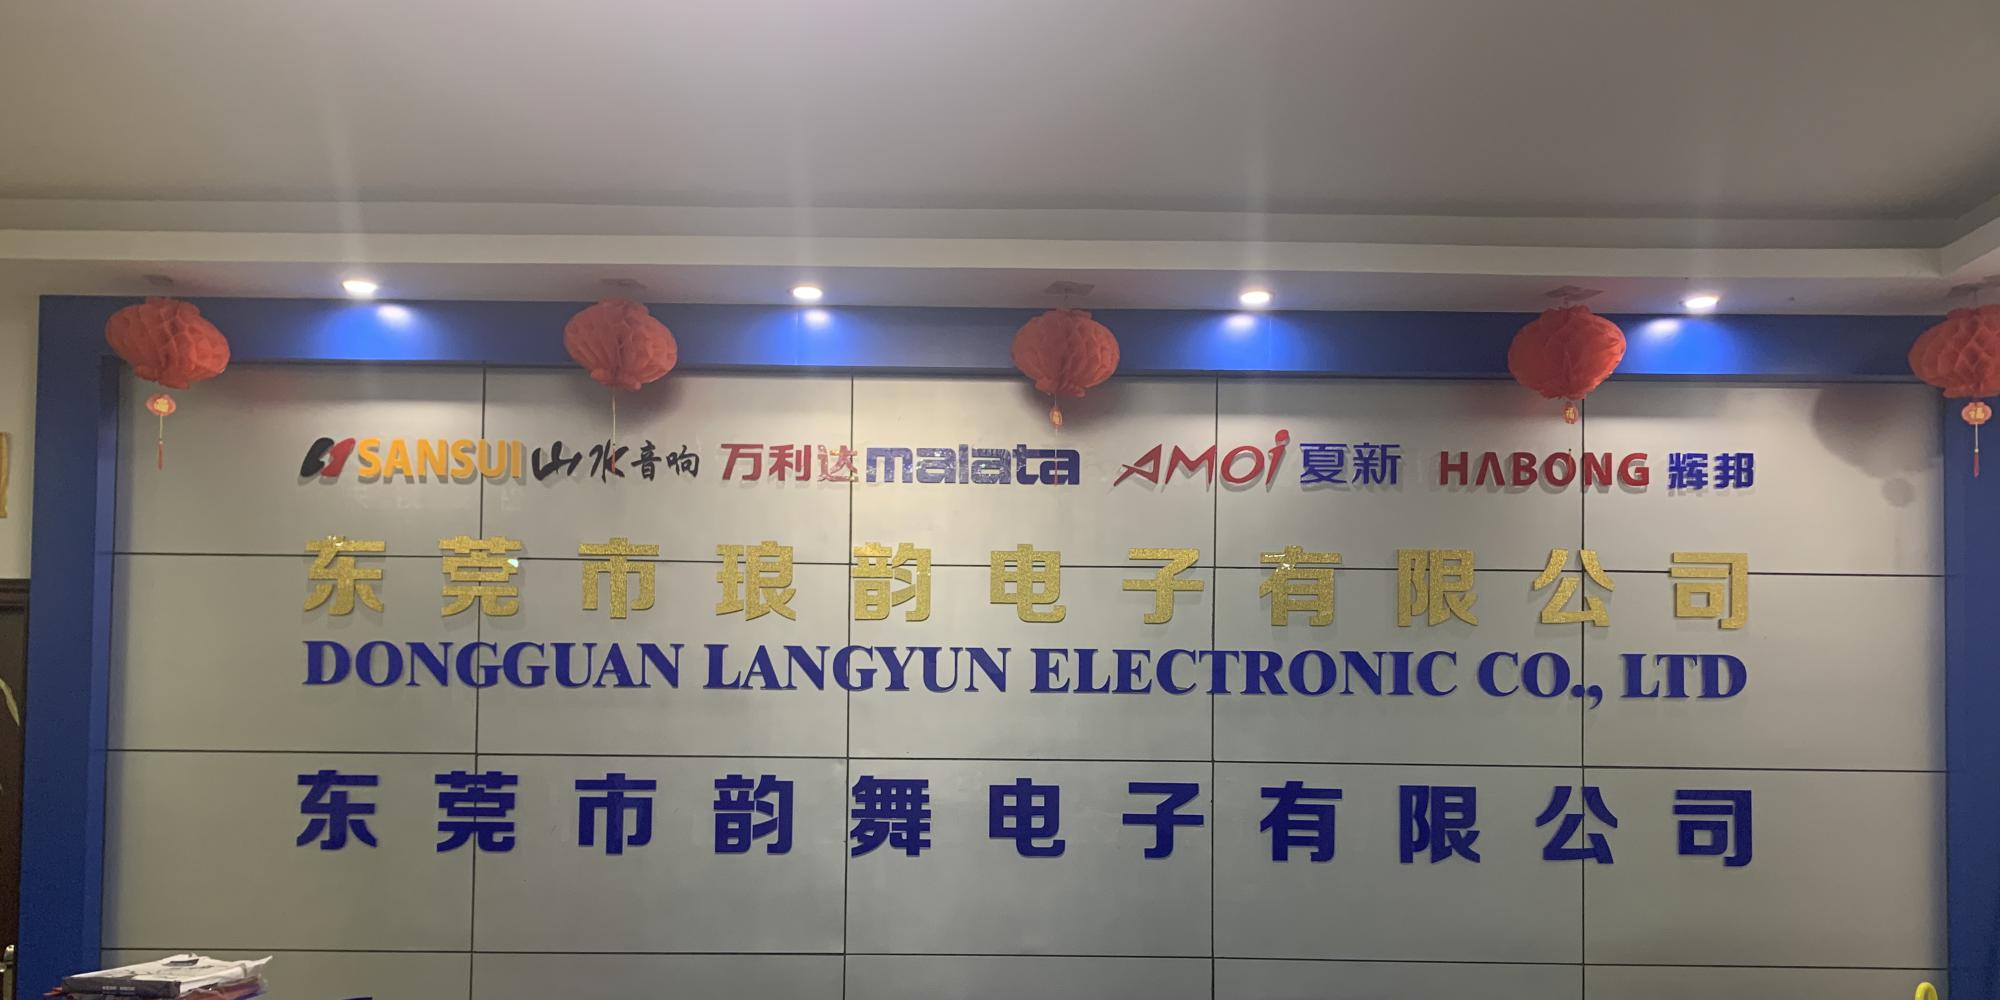 SANSUI 山水音响 万利达 malata AMOi 夏新 HABONG 辉邦
东莞市琅韵电子有限公司
DONGGUAN LANGYUN ELECTRONIC CO., LTD
东莞市韵舞电子有限公司